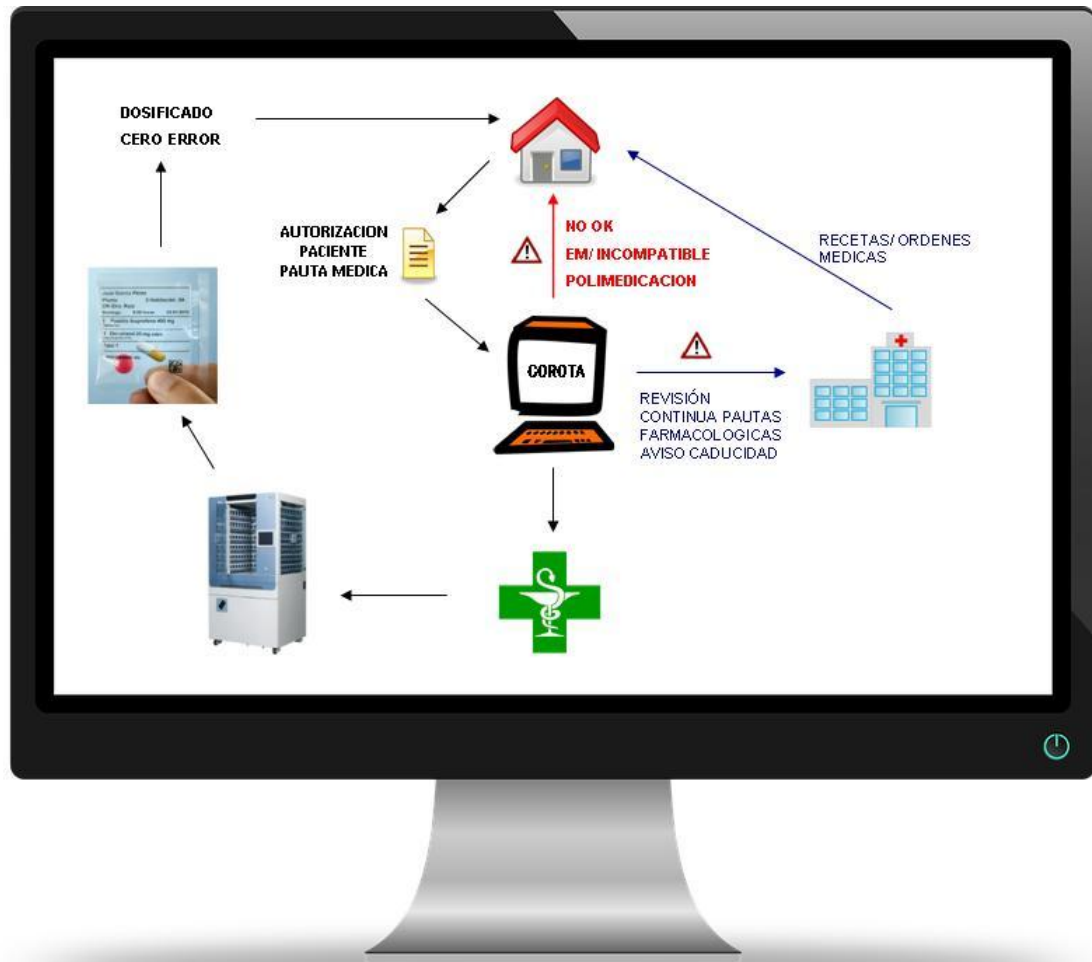 DOSIFICADO
CERO ERROR
AUTORIZACION
PACIENTE
PAUTA MEDICA
NO OK
EM/ INCOMPATIBLE
POLIMEDICACION
RECETAS/ ORDENES
MEDICAS
COROTA
REVISIÓN
CONTINUA PAUTAS
FARMACOLOGICAS
AVISO CADUCIDAD